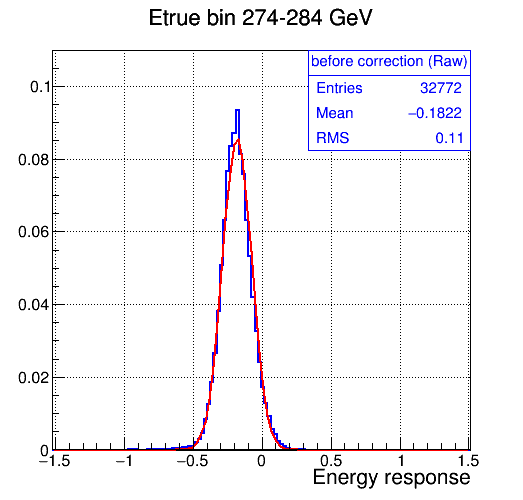 Etrue bin 274-284 GeV
before correction (Raw)
Entries 32772
Mean −0.1822
RMS 0.11
0.1
0.08
0.06
0.04
0.02
0
−1.5 −1 −0.5 0 0.5 1 1.5
Energy response